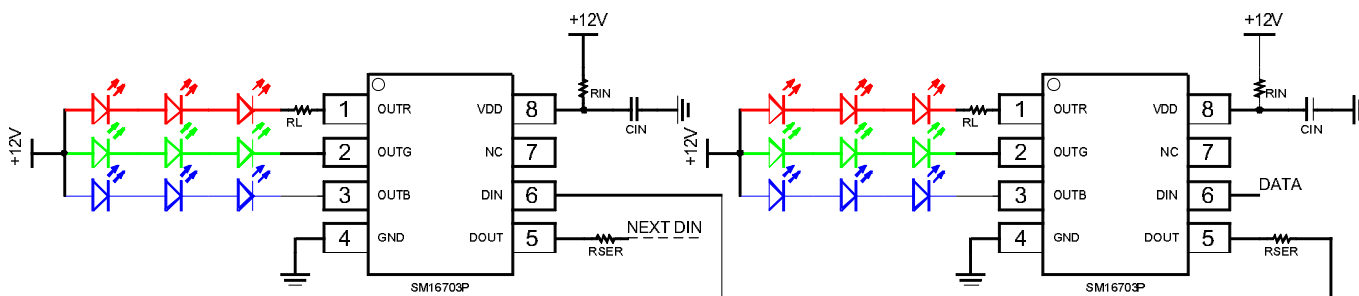 +12V
+12V
RL
1
OUTR
VDD
8
RIN
CIN
2
OUTG
NC
7
3
OUTB
DIN
6
4
GND
DOUT
5
RSER
NEXT DIN
SM16703P
+12V
+12V
RL
1
OUTR
VDD
8
RIN
CIN
2
OUTG
NC
7
3
OUTB
DIN
6
DATA
4
GND
DOUT
5
RSER
SM16703P